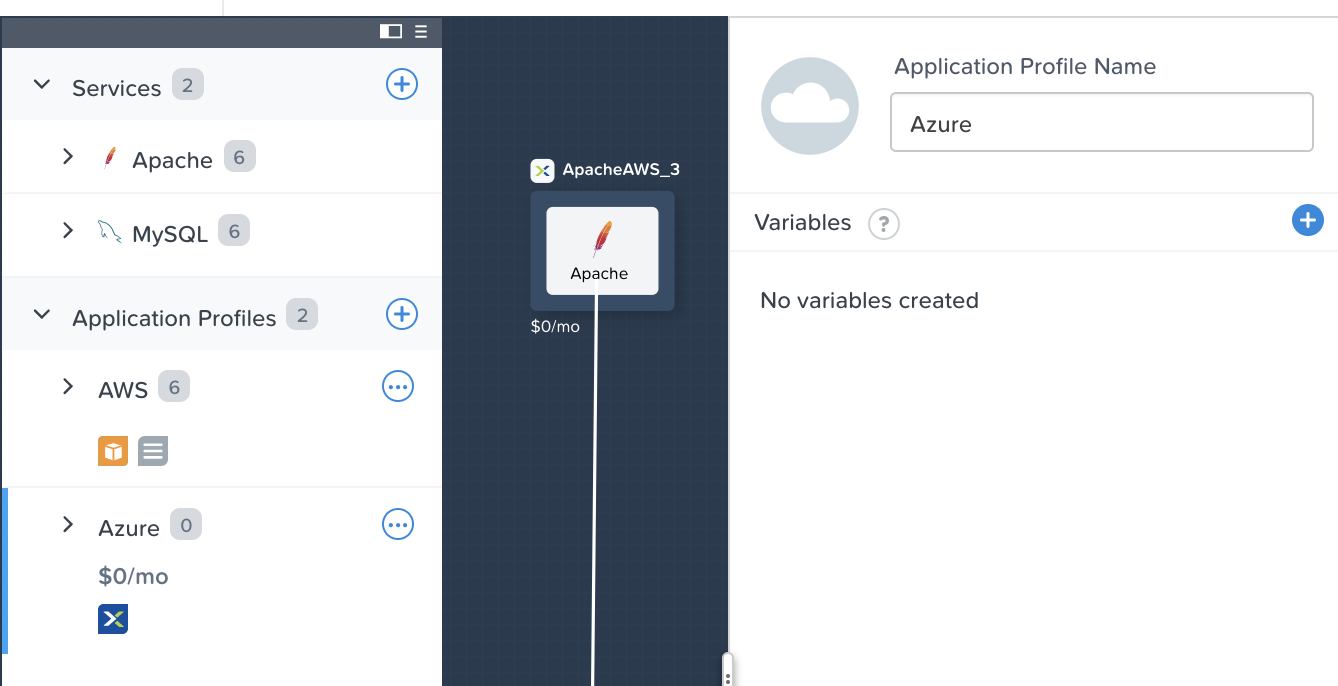 Services 2
Apache 6
MySQL 6
Application Profiles 2
AWS 6
Azure 0
$0/mo
ApacheAWS_3
Apache
$0/mo
Application Profile Name
Azure
Variables ?
No variables created